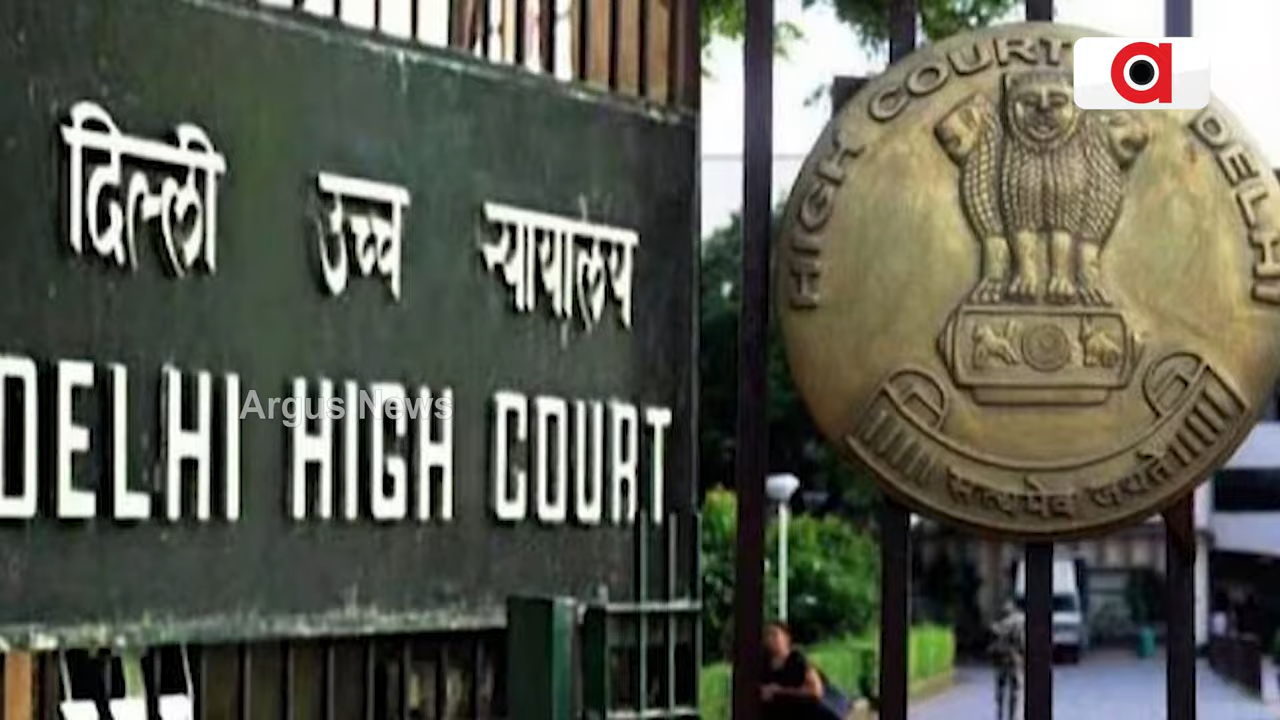 दिल्ली उच्च न्यायालय
DELHI HIGH COURT
Argus News
HIGH COURT
DELHI
सत्यमेव जयते
a